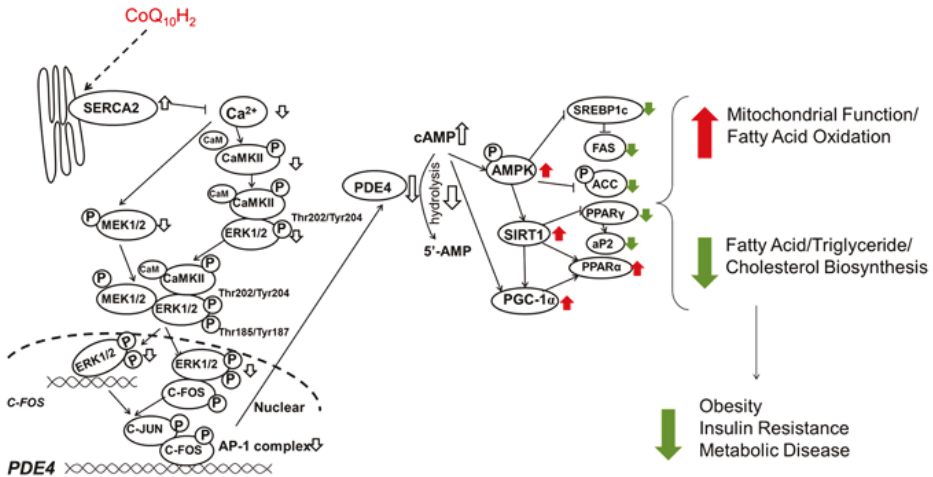 CoQ10H2
SERCA2
Ca2+
CaM
CaMKII
P
CaM
CaMKII
P
Thr202/Tyr204
ERK1/2
P
P
MEK1/2
CaM
CaMKII
P
Thr202/Tyr204
P
MEK1/2
ERK1/2
P
P
Thr185/Tyr187
ERK1/2
P
P
C-FOS
ERK1/2
P
P
C-FOS
P
Nuclear
C-JUN
P
C-FOS
P
AP-1 complex
PDE4
PDE4
cAMP
hydrolysis
5'-AMP
P
AMPK
SIRT1
PGC-1α
SREBP1c
FAS
P
ACC
PPARγ
aP2
PPARα
Mitochondrial Function/
Fatty Acid Oxidation
Fatty Acid/Triglyceride/
Cholesterol Biosynthesis
Obesity
Insulin Resistance
Metabolic Disease